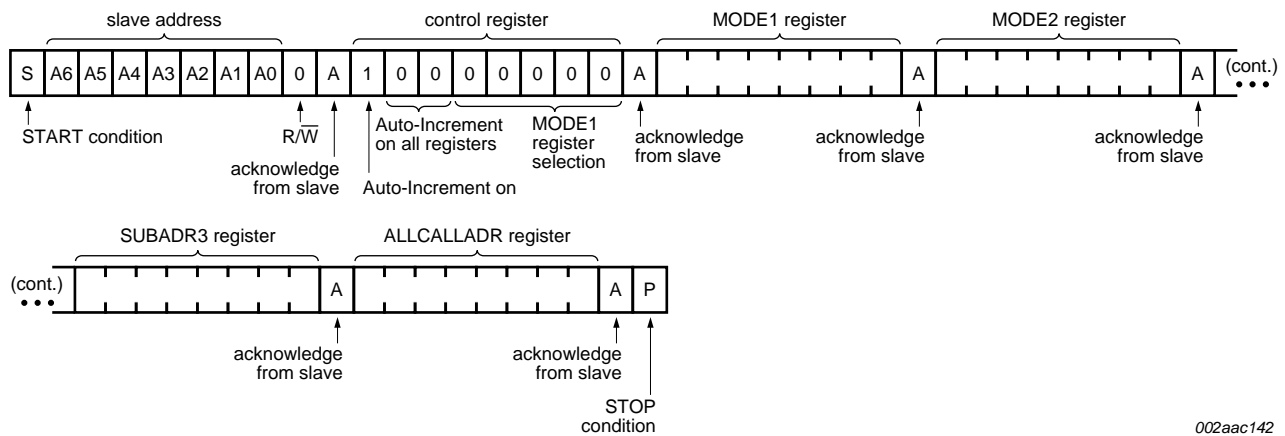 slave address control register MODE1 register MODE2 register
S A6 A5 A4 A3 A2 A1 A0 0 A 1 0 0 0 0 0 0 0 A A A (cont.)
START condition R/W̅ Auto-Increment on all registers MODE1 register selection acknowledge from slave acknowledge from slave acknowledge from slave
acknowledge from slave Auto-Increment on
SUBADR3 register ALLCALLADR register
(cont.) A A P
acknowledge from slave acknowledge from slave
STOP condition
002aac142